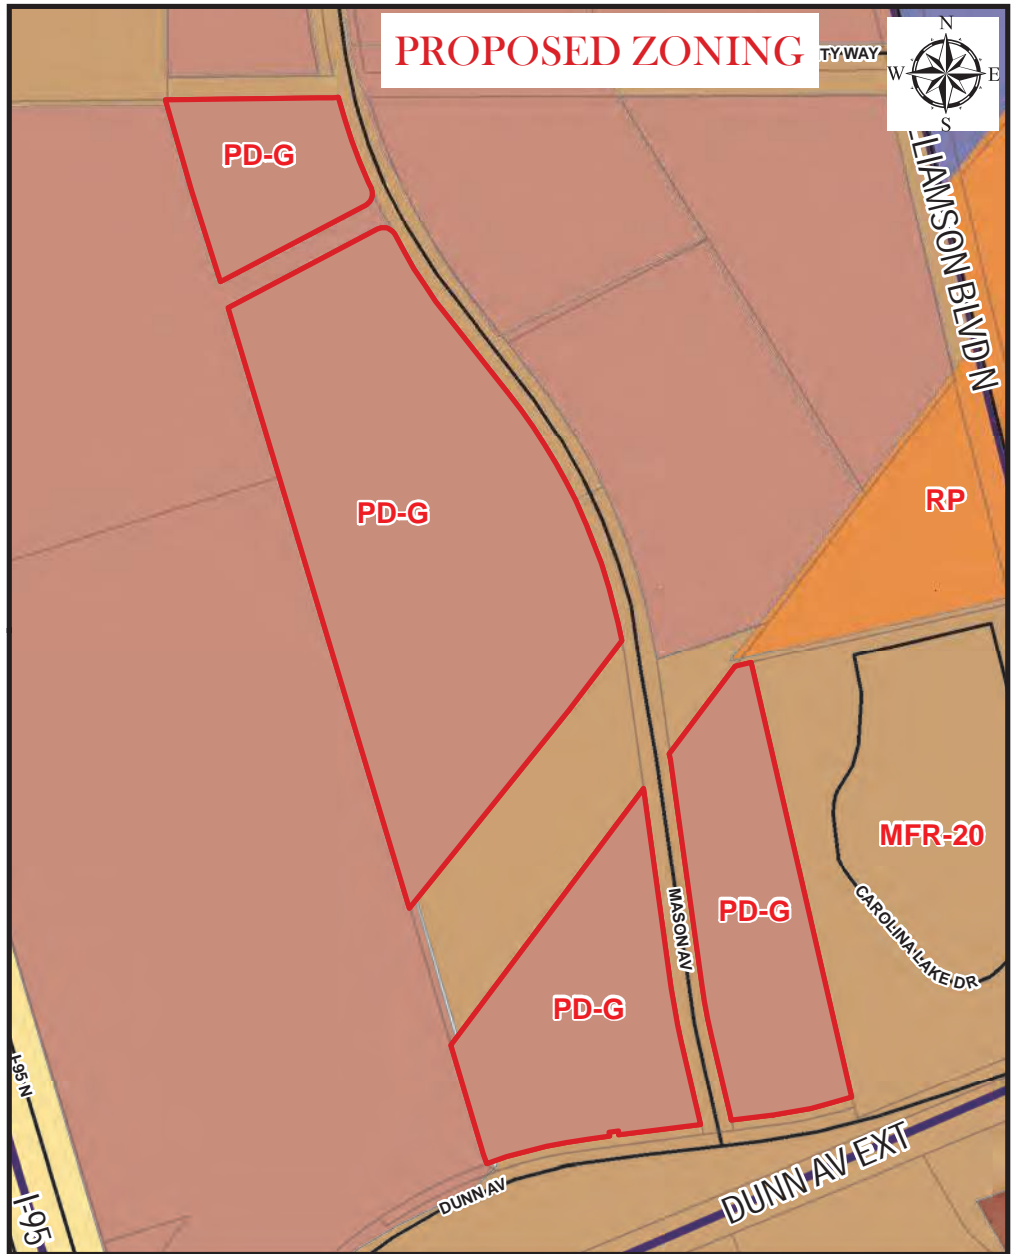 PROPOSED ZONING
TY WAY
N
W E
S
PD-G
LIAMSON BLVD N
PD-G
RP
MFR-20
MASON AV
PD-G
CAROLINA LAKE DR
PD-G
I-95 N
DUNN AV
DUNN AV EXT
I-95